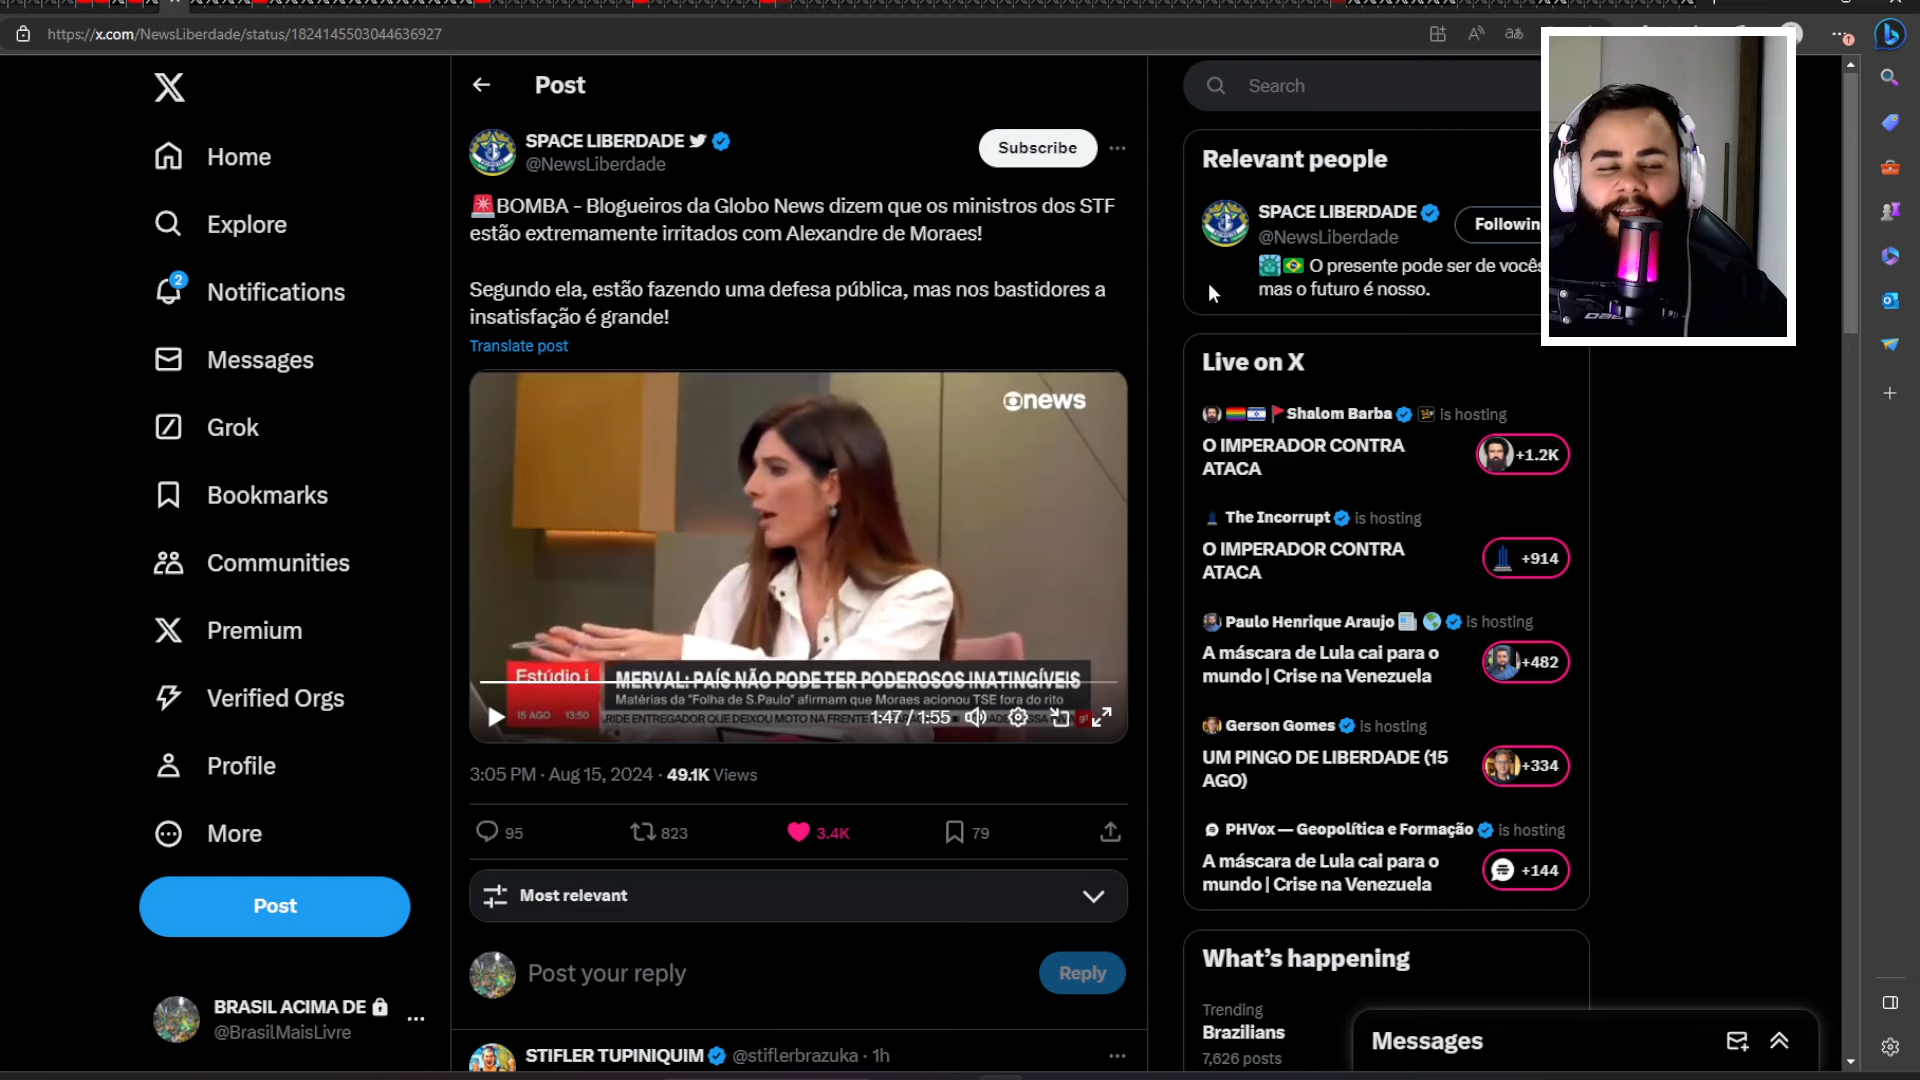 https://x.com/NewsLiberdade/status/1824145503044636927
Home
Explore
2
Notifications
Messages
Grok
Bookmarks
Communities
Premium
Verified Orgs
Profile
More
Post
BRASIL ACIMA DE
@BrasilMaisLivre
Post
SPACE LIBERDADE
@NewsLiberdade
Subscribe
BOMBA - Blogueiros da Globo News dizem que os ministros dos STF
estão extremamente irritados com Alexandre de Moraes!
Segundo ela, estão fazendo uma defesa pública, mas nos bastidores a
insatisfação é grande!
Translate post
news
Estúdio i
MERVAL: PAÍS NÃO PODE TER PODEROSOS INATINGÍVEIS
Matérias da "Folha de S.Paulo" afirmam que Moraes acionou TSE fora do rito
15 AGO 13:50
RIDE ENTREGADOR QUE DEIXOU MOTO NA FRENTE
1:47 / 1:55
g1
3:05 PM · Aug 15, 2024 · 49.1K Views
95
823
3.4K
79
Most relevant
Post your reply
Reply
STIFLER TUPINIQUIM @stiflerbrazuka · 1h
Search
Relevant people
SPACE LIBERDADE
@NewsLiberdade
Followin
O presente pode ser de vocês
mas o futuro é nosso.
Live on X
Shalom Barba is hosting
O IMPERADOR CONTRA
ATACA
+1.2K
The Incorrupt is hosting
O IMPERADOR CONTRA
ATACA
+914
Paulo Henrique Araujo is hosting
A máscara de Lula cai para o
mundo | Crise na Venezuela
+482
Gerson Gomes is hosting
UM PINGO DE LIBERDADE (15
AGO)
+334
PHVox — Geopolítica e Formação is hosting
A máscara de Lula cai para o
mundo | Crise na Venezuela
+144
What's happening
Trending
Brazilians
7,626 posts
Messages